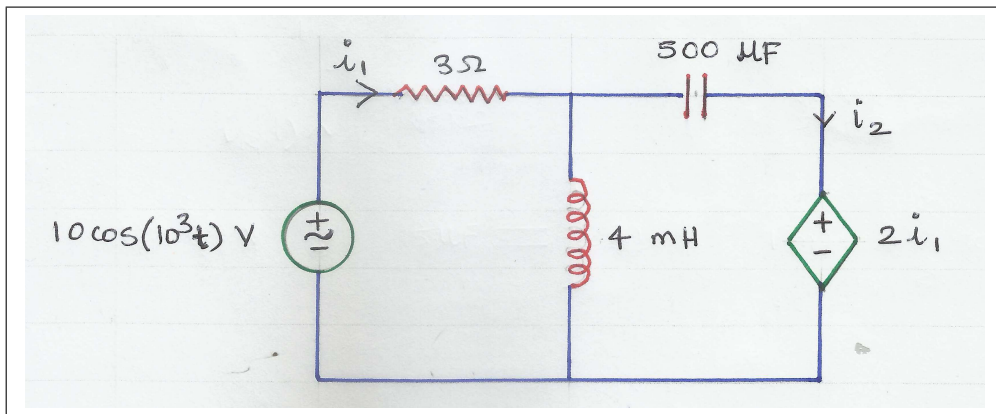 500 μF
i₁
3Ω
i₂
10cos(10³t) V
+
~
−
4 mH
+
−
2i₁